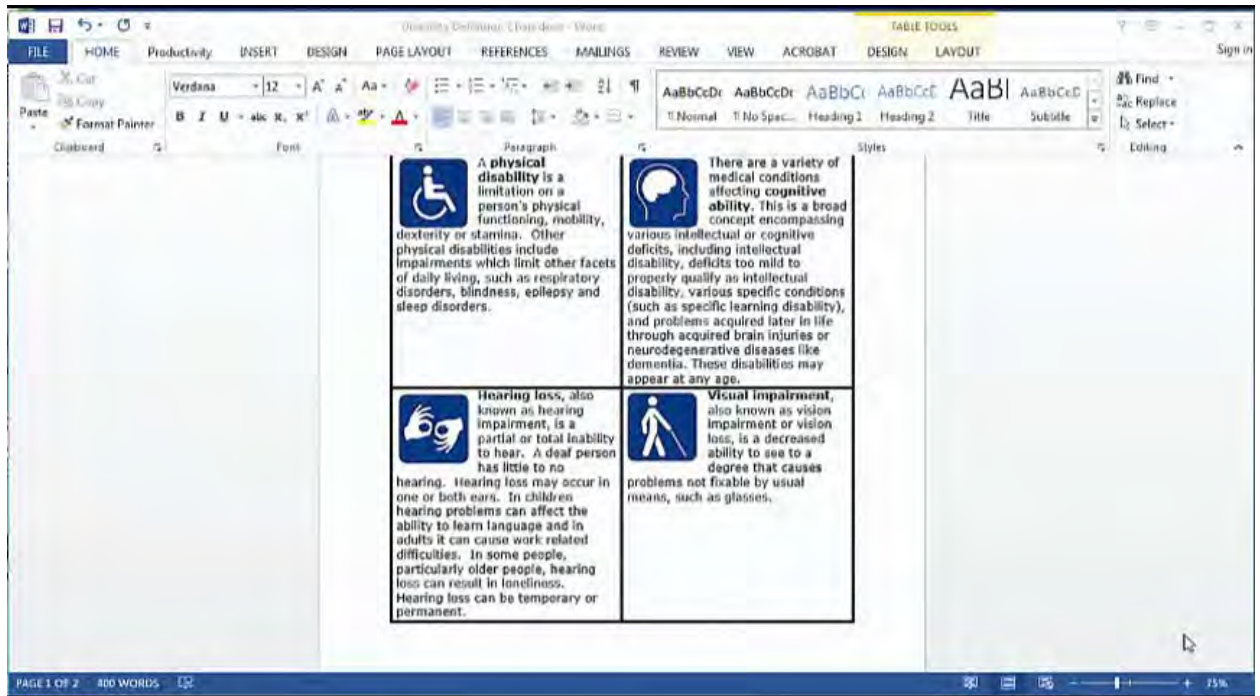 TABLE TOOLS
FILE HOME Productivity INSERT DESIGN PAGE LAYOUT REFERENCES MAILINGS REVIEW VIEW ACROBAT DESIGN LAYOUT Sign in
Cut
Copy
Paste
Format Painter
Clipboard
Verdana 12
Font
Paragraph
AaBbCcDc AaBbCcDc AaBbCc AaBbCcC AaBl AaBbCcC
¶ Normal ¶ No Spac... Heading 1 Heading 2 Title Subtitle
Styles
Find
Replace
Select
Editing
A physical
disability is a
limitation on a
person's physical
functioning, mobility,
dexterity or stamina. Other
physical disabilities include
impairments which limit other facets
of daily living, such as respiratory
disorders, blindness, epilepsy and
sleep disorders.
There are a variety of
medical conditions
affecting cognitive
ability. This is a broad
concept encompassing
various intellectual or cognitive
deficits, including intellectual
disability, deficits too mild to
properly qualify as intellectual
disability, various specific conditions
(such as specific learning disability),
and problems acquired later in life
through acquired brain injuries or
neurodegenerative diseases like
dementia. These disabilities may
appear at any age.
Hearing loss, also
known as hearing
impairment, is a
partial or total inability
to hear. A deaf person
has little to no
hearing. Hearing loss may occur in
one or both ears. In children
hearing problems can affect the
ability to learn language and in
adults it can cause work related
difficulties. In some people,
particularly older people, hearing
loss can result in loneliness.
Hearing loss can be temporary or
permanent.
Visual impairment,
also known as vision
impairment or vision
loss, is a decreased
ability to see to a
degree that causes
problems not fixable by usual
means, such as glasses.
PAGE 1 OF 2 400 WORDS 75%